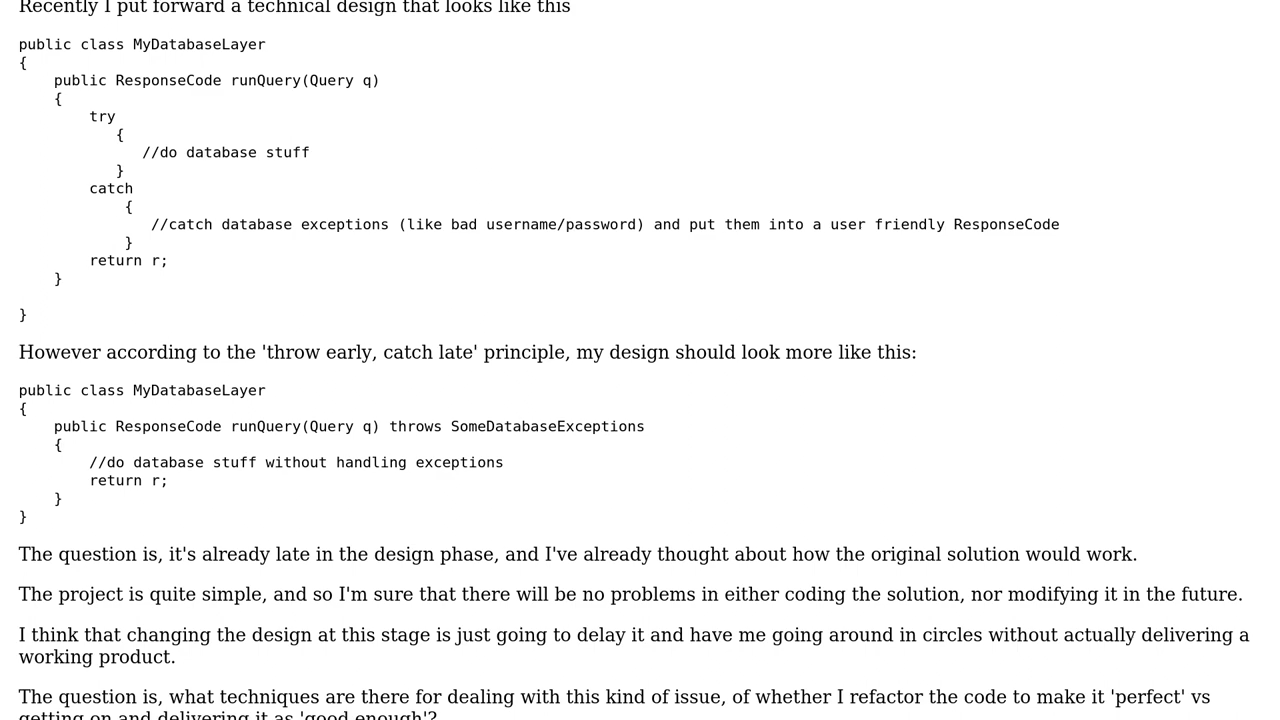 Recently I put forward a technical design that looks like this
public class MyDatabaseLayer
{
    public ResponseCode runQuery(Query q)
    {
        try
           {
              //do database stuff
           }
        catch
            {
               //catch database exceptions (like bad username/password) and put them into a user friendly ResponseCode
            }
        return r;
    }

}
However according to the 'throw early, catch late' principle, my design should look more like this:
public class MyDatabaseLayer
{
    public ResponseCode runQuery(Query q) throws SomeDatabaseExceptions
    {
        //do database stuff without handling exceptions
        return r;
    }
}
The question is, it's already late in the design phase, and I've already thought about how the original solution would work.
The project is quite simple, and so I'm sure that there will be no problems in either coding the solution, nor modifying it in the future.
I think that changing the design at this stage is just going to delay it and have me going around in circles without actually delivering a
working product.
The question is, what techniques are there for dealing with this kind of issue, of whether I refactor the code to make it 'perfect' vs
getting on and delivering it as 'good enough'?